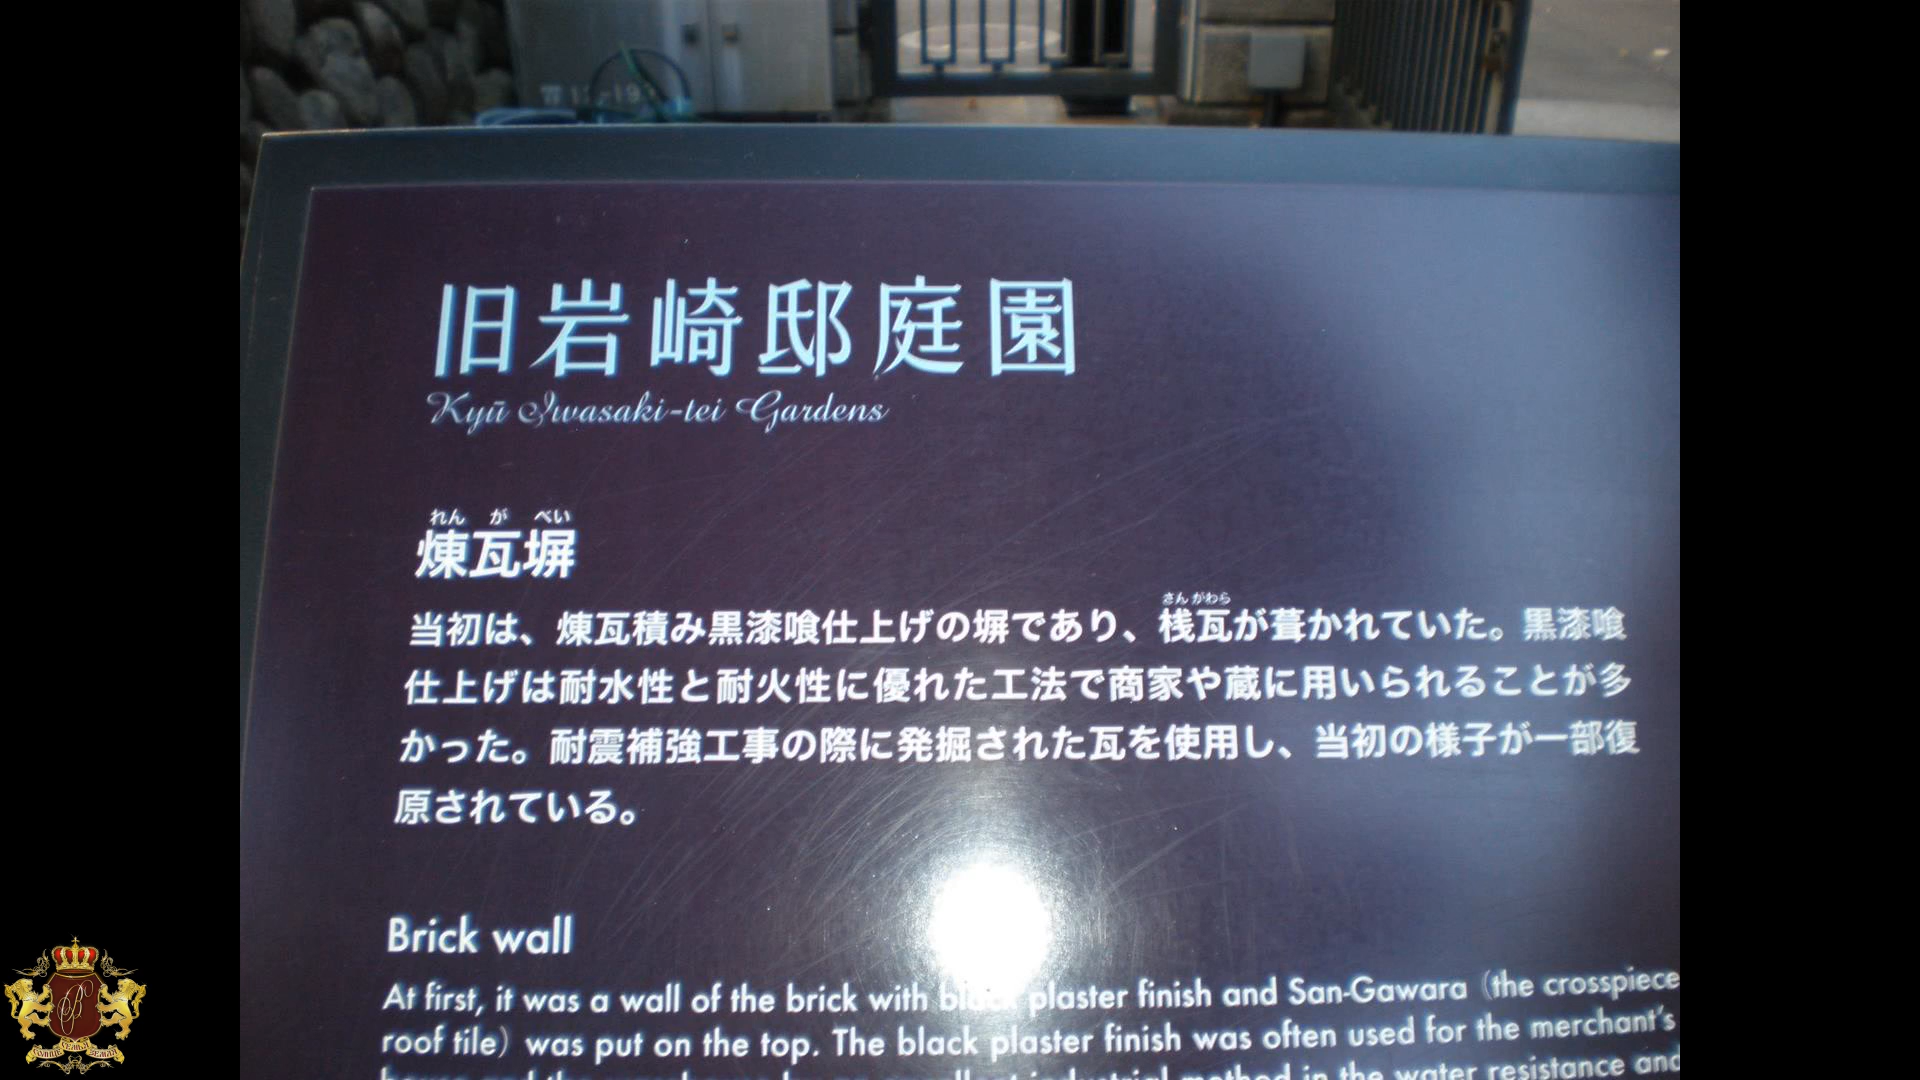 旧岩崎邸庭園
Kyū Iwasaki-tei Gardens
れんがべい
煉瓦塀
さんがわら
当初は、煉瓦積み黒漆喰仕上げの塀であり、桟瓦が葺かれていた。黒漆喰
仕上げは耐水性と耐火性に優れた工法で商家や蔵に用いられることが多
かった。耐震補強工事の際に発掘された瓦を使用し、当初の様子が一部復
原されている。
Brick wall
At first, it was a wall of the brick with black plaster finish and San-Gawara (the crosspiece
roof tile) was put on the top. The black plaster finish was often used for the merchant's
industrial method in the water resistance and